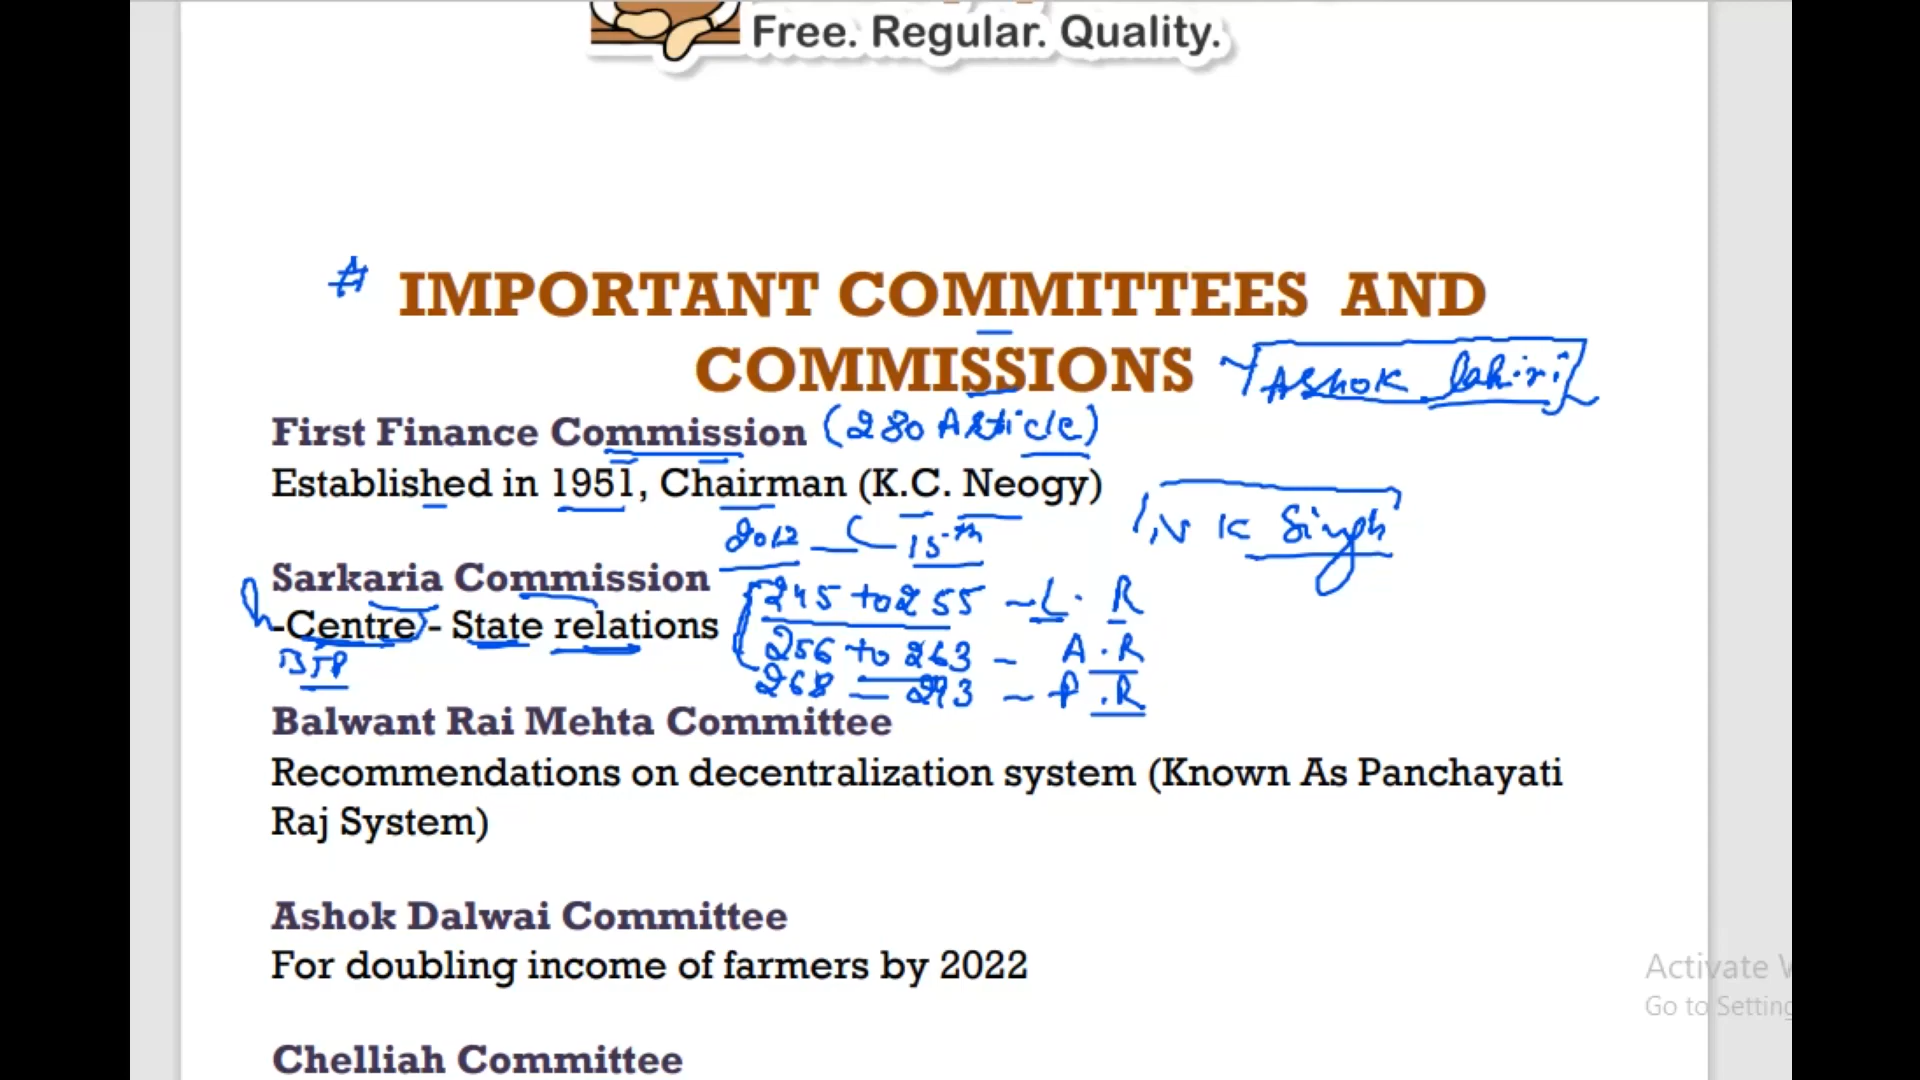 Free. Regular. Quality.
# IMPORTANT COMMITTEES AND
COMMISSIONS
Ashok Lahiri
First Finance Commission (280 Article)
Established in 1951, Chairman (K.C. Neogy)
N K Singh
15-th
Sarkaria Commission
245 to 255 - L. R
-Centre - State relations
256 to 263 - A.R
268 - 293 - F.R
Balwant Rai Mehta Committee
Recommendations on decentralization system (Known As Panchayati
Raj System)
Ashok Dalwai Committee
For doubling income of farmers by 2022
Activate
Go to Setting
Chelliah Committee